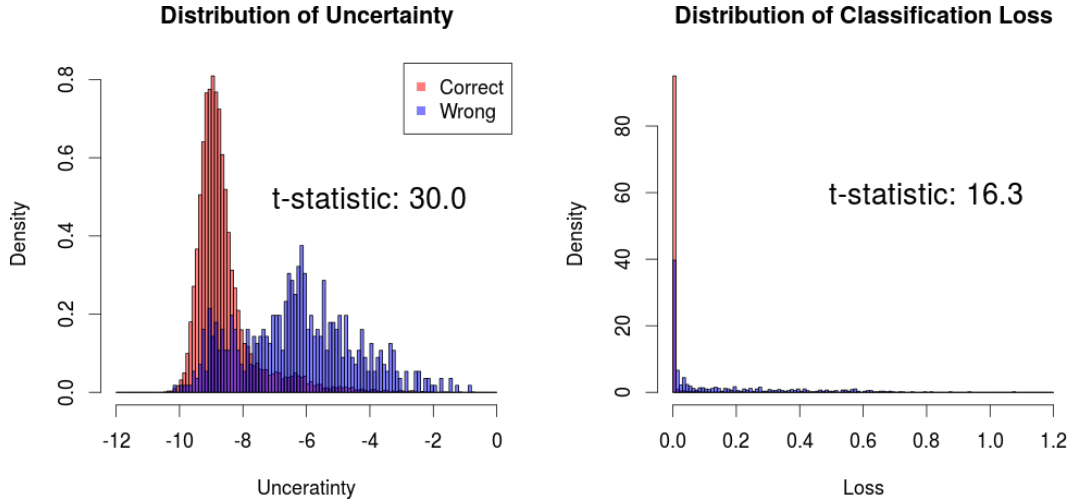 Distribution of Uncertainty
Density
0.0
0.2
0.4
0.6
0.8
Correct
Wrong
t-statistic: 30.0
-12 -10 -8 -6 -4 -2 0
Unceratinty
Distribution of Classification Loss
Density
0
20
40
60
80
t-statistic: 16.3
0.0 0.2 0.4 0.6 0.8 1.0 1.2
Loss